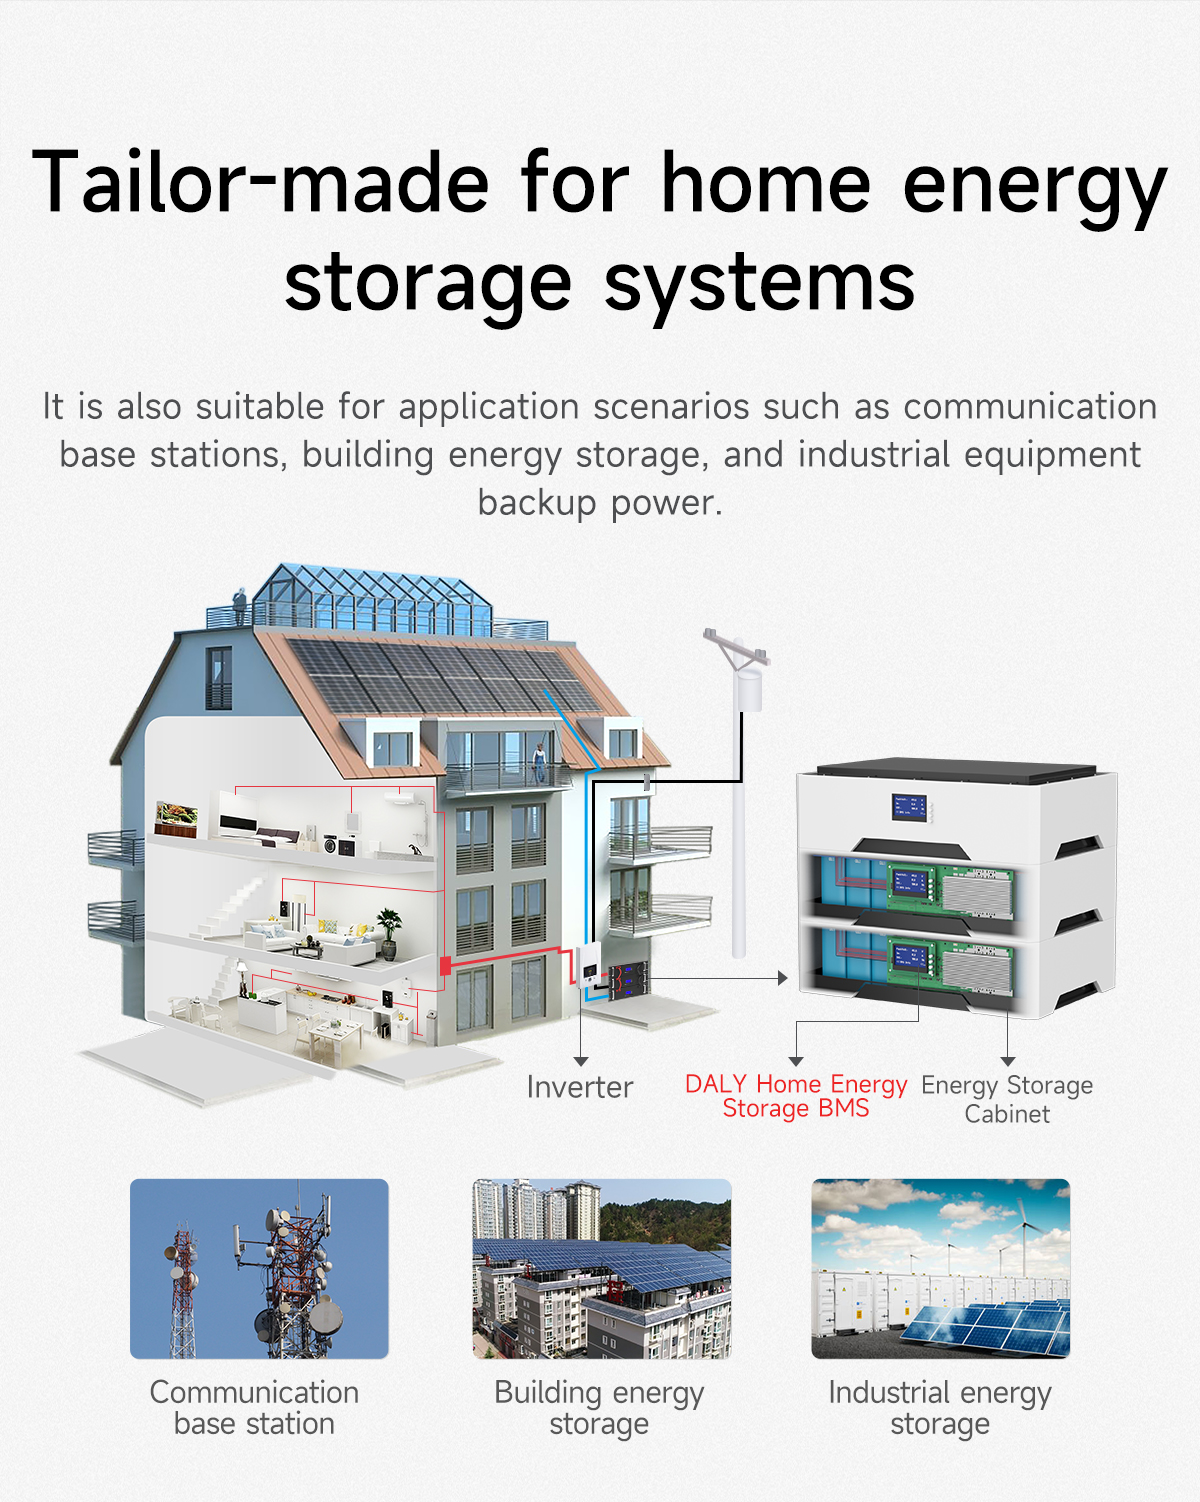 Tailor-made for home energy
storage systems
It is also suitable for application scenarios such as communication
base stations, building energy storage, and industrial equipment
backup power.
Inverter
DALY Home Energy
Storage BMS
Energy Storage
Cabinet
Communication
base station
Building energy
storage
Industrial energy
storage